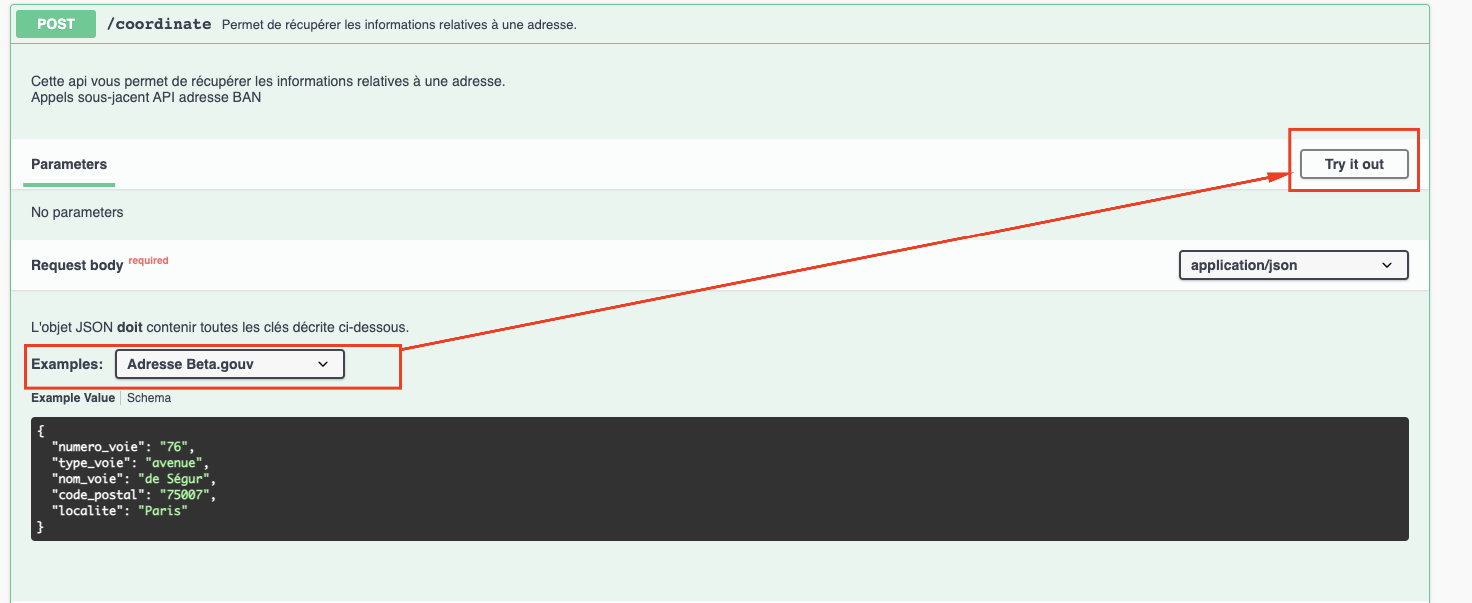 POST /coordinate Permet de récupérer les informations relatives à une adresse.
Cette api vous permet de récupérer les informations relatives à une adresse.
Appels sous-jacent API adresse BAN
Parameters
Try it out
No parameters
Request body required
application/json
L'objet JSON doit contenir toutes les clés décrite ci-dessous.
Examples: Adresse Beta.gouv
Example Value Schema
{
"numero_voie": "76",
"type_voie": "avenue",
"nom_voie": "de Ségur",
"code_postal": "75007",
"localite": "Paris"
}